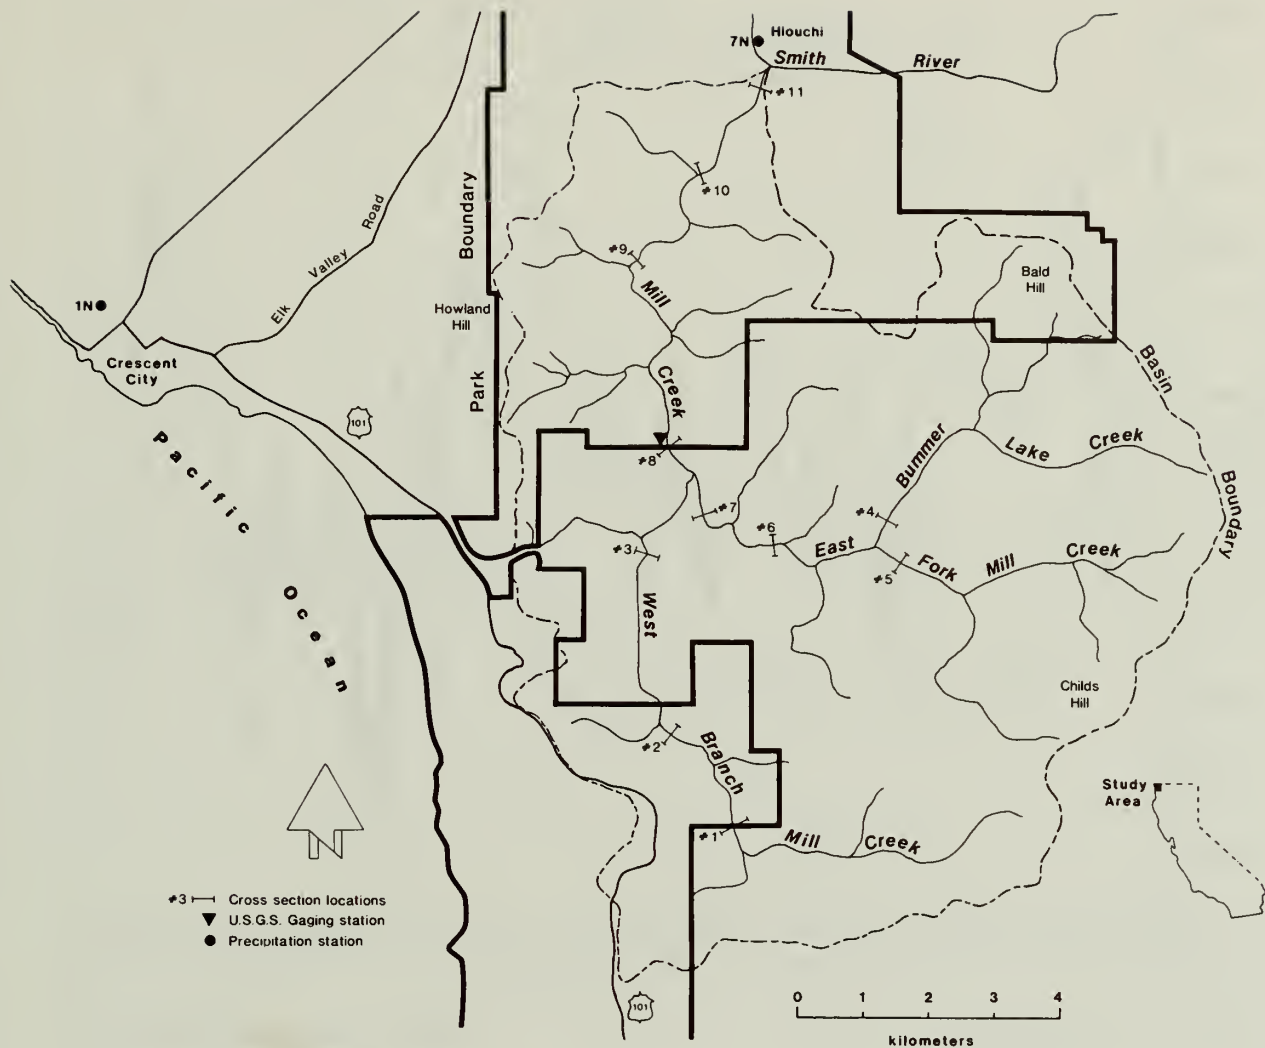 7N
Hiouchi
Smith River
#11
#10
Boundary
Road
Valley
Elk
#9
1N
Mill
Howland
Hill
Bald
Hill
Crescent
City
Park
Creek
Basin
101
Bummer
Lake Creek
#8
Pacific
Ocean
#7
#4
#6
#3
East
Fork
Mill
Creek
#5
Boundary
West
Childs
Hill
#2
Branch
Study
Area
#1
Mill
Creek
#3 Cross section locations
U.S.G.S. Gaging station
Precipitation station
N
101
0 1 2 3 4
kilometers